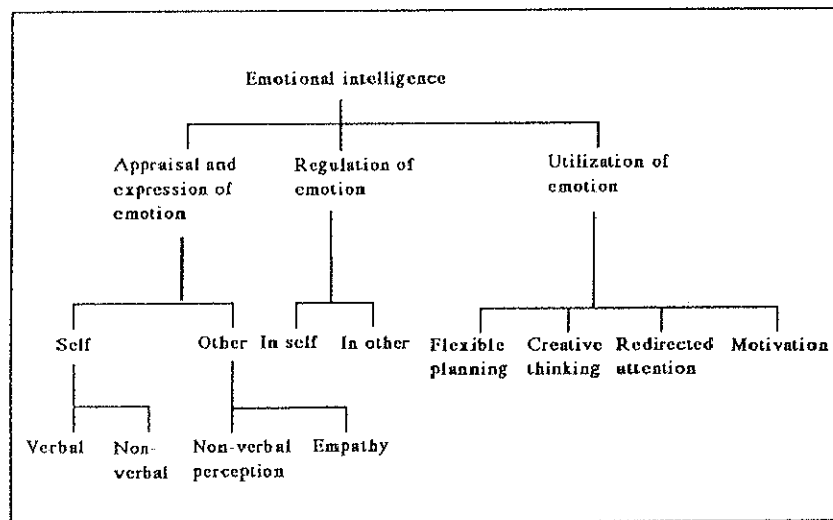 Emotional intelligence
Appraisal and
expression of
emotion
Regulation of
emotion
Utilization of
emotion
Self
Other
In self
In other
Flexible
planning
Creative
thinking
Redirected
attention
Motivation
Verbal
Non-
verbal
Non-verbal
perception
Empathy